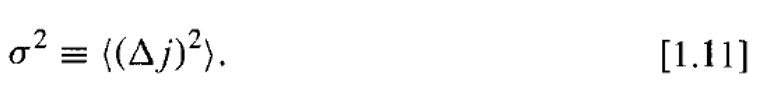 σ² ≡ ⟨(Δj)²⟩. [1.11]